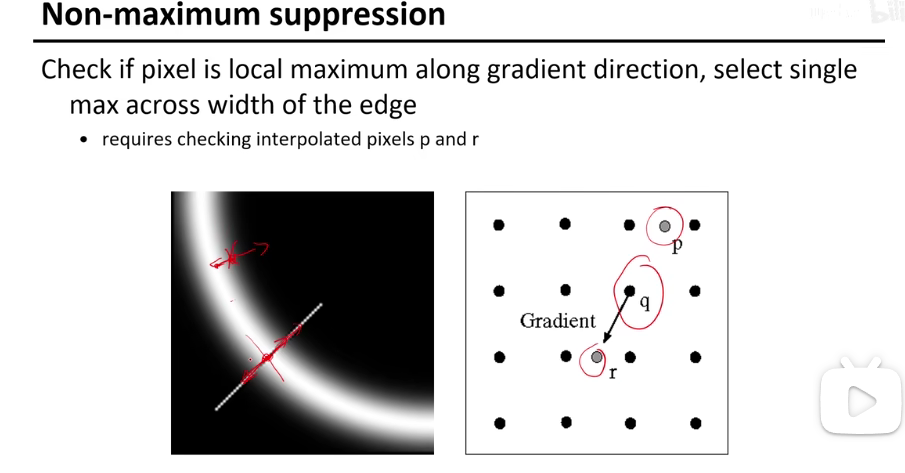 Non-maximum suppression
Check if pixel is local maximum along gradient direction, select single
max across width of the edge
• requires checking interpolated pixels p and r
p
q
Gradient
r